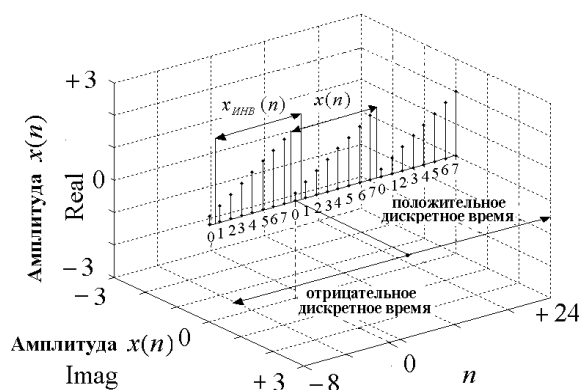 +3
x_ИНВ (n)
x(n)
Амплитуда x(n)
Real
0
0 1 2 3 4 5 6 7 0 1 2 3 4 5 6 7 0 1 2 3 4 5 6 7
положительное
дискретное время
−3
−3
отрицательное
дискретное время
+24
Амплитуда x(n)
0
Imag
+3
−8
0
n